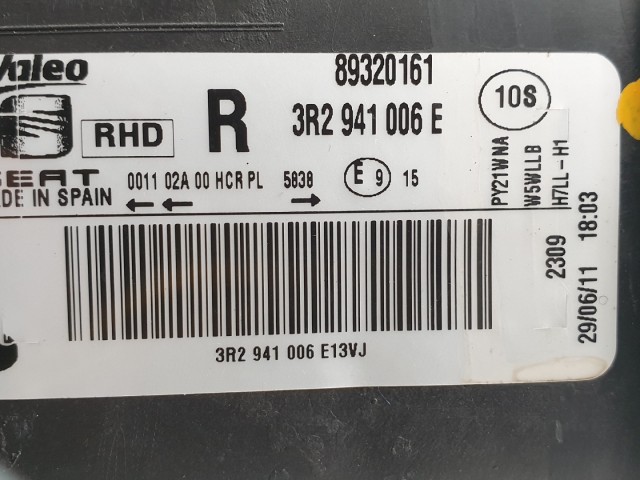 Valeo
89320161
RHD R 3R2 941 006 E
10S
SEAT
0011 02A 00 HCR PL 5838 E 9 15
MADE IN SPAIN
PY21WNA
W5WLLB
H7LL-H1
2309
29/06/11 18:03
3R2 941 006 E13VJ